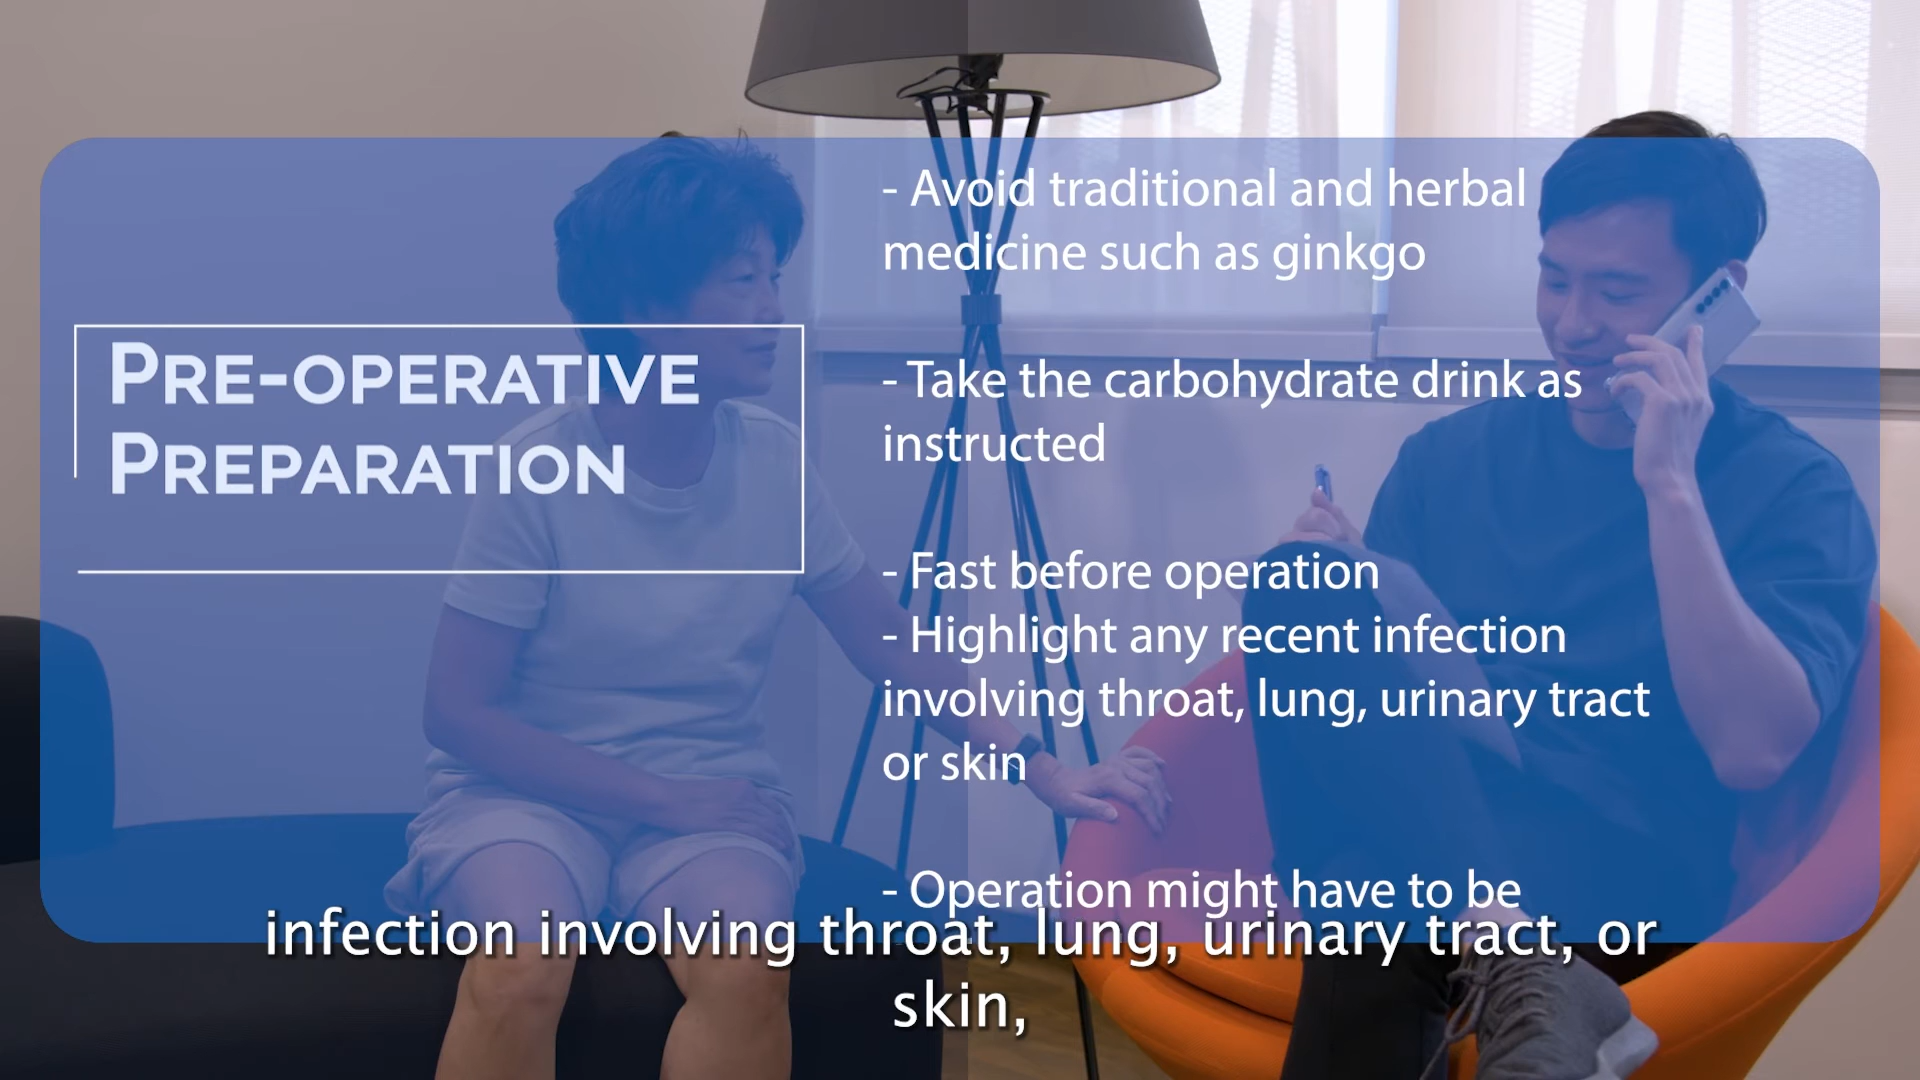 PRE-OPERATIVE
PREPARATION
- Avoid traditional and herbal
medicine such as ginkgo
- Take the carbohydrate drink as
instructed
- Fast before operation
- Highlight any recent infection
involving throat, lung, urinary tract
or skin
- Operation might have to be
infection involving throat, lung, urinary tract, or
skin,